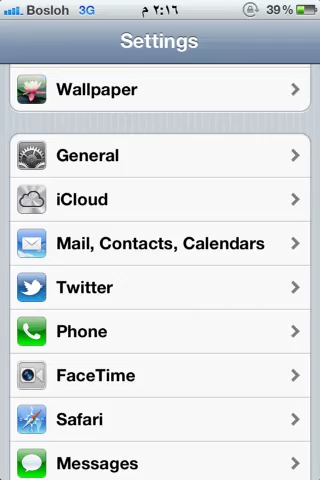 Bosloh 3G ٢:١٦ م 39%
Settings
Wallpaper
General
iCloud
Mail, Contacts, Calendars
Twitter
Phone
FaceTime
Safari
Messages